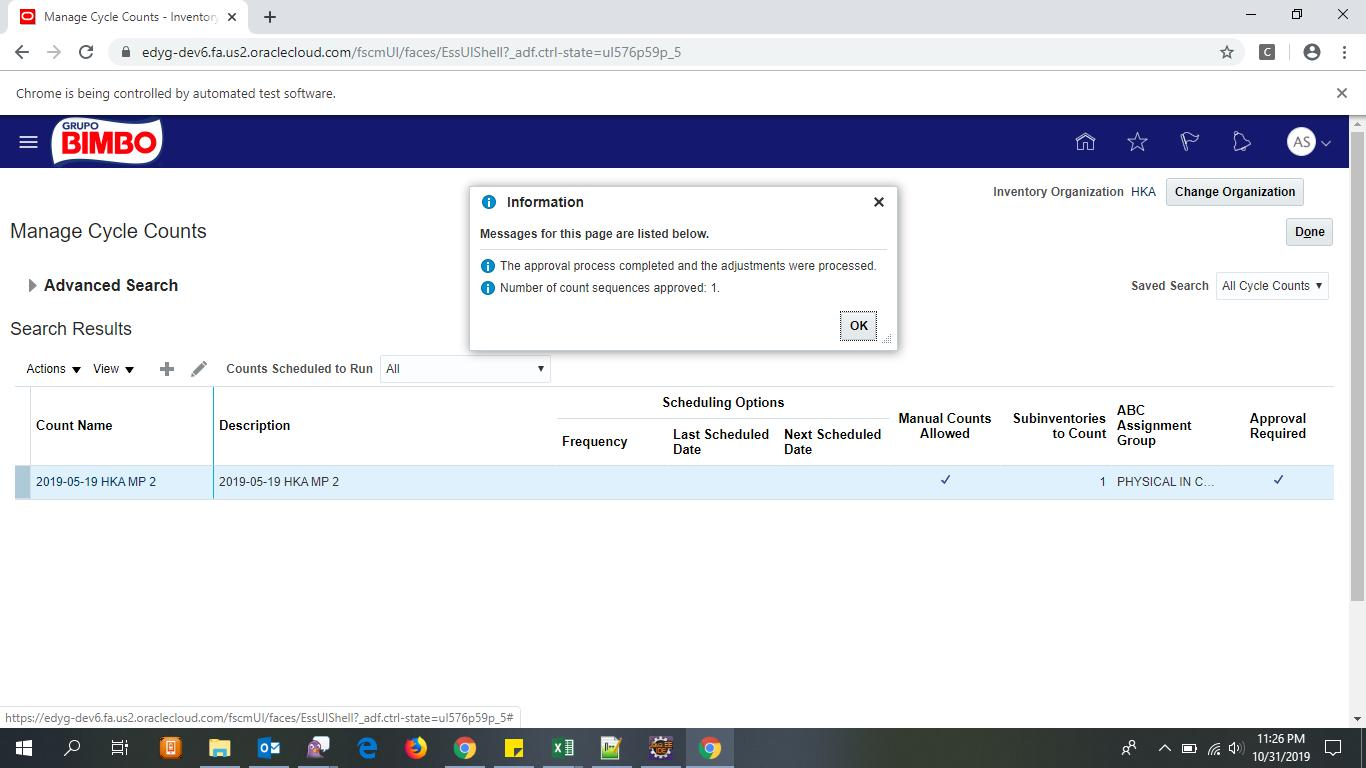 Manage Cycle Counts - Inventory
edyg-dev6.fa.us2.oraclecloud.com/fscmUI/faces/EssUIShell?_adf.ctrl-state=ul576p59p_5
C
Chrome is being controlled by automated test software.
GRUPO
BIMBO
AS
Inventory Organization HKA Change Organization
Manage Cycle Counts
Done
Advanced Search
Saved Search All Cycle Counts
Search Results
Information
Messages for this page are listed below.
The approval process completed and the adjustments were processed.
Number of count sequences approved: 1.
OK
Actions View Counts Scheduled to Run All
Scheduling Options
Count Name Description Frequency Last Scheduled Date Next Scheduled Date Manual Counts Allowed Subinventories to Count ABC Assignment Group Approval Required
2019-05-19 HKA MP 2 2019-05-19 HKA MP 2 ✓ 1 PHYSICAL IN C... ✓
https://edyg-dev6.fa.us2.oraclecloud.com/fscmUI/faces/EssUIShell?_adf.ctrl-state=ul576p59p_5#
11:26 PM
10/31/2019